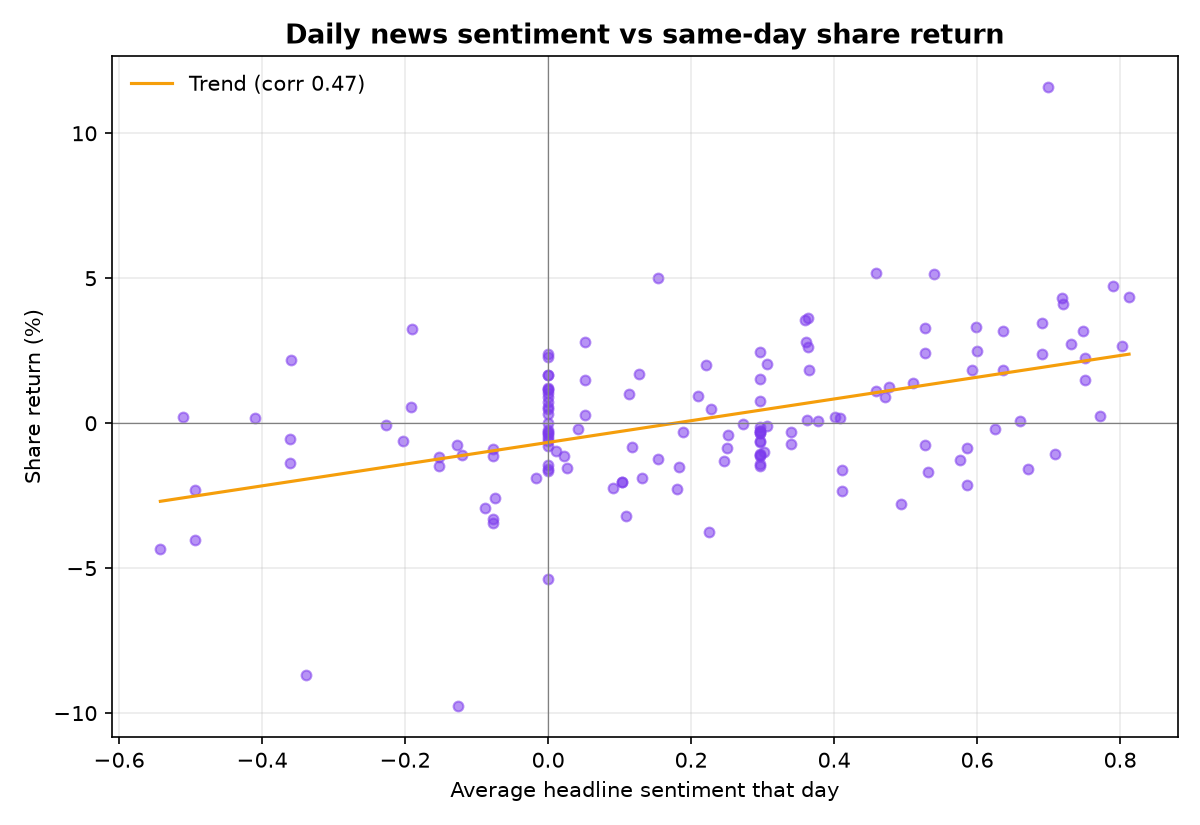 Daily news sentiment vs same-day share return
Trend (corr 0.47)
10
5
0
−5
−10
Share return (%)
−0.6 −0.4 −0.2 0.0 0.2 0.4 0.6 0.8
Average headline sentiment that day